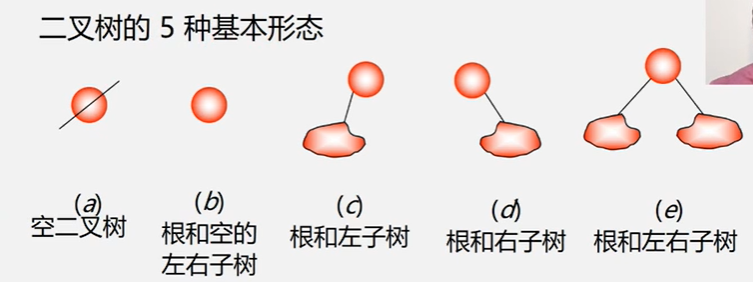 二叉树的 5 种基本形态
(a)
空二叉树
(b)
根和空的
左右子树
(c)
根和左子树
(d)
根和右子树
(e)
根和左右子树